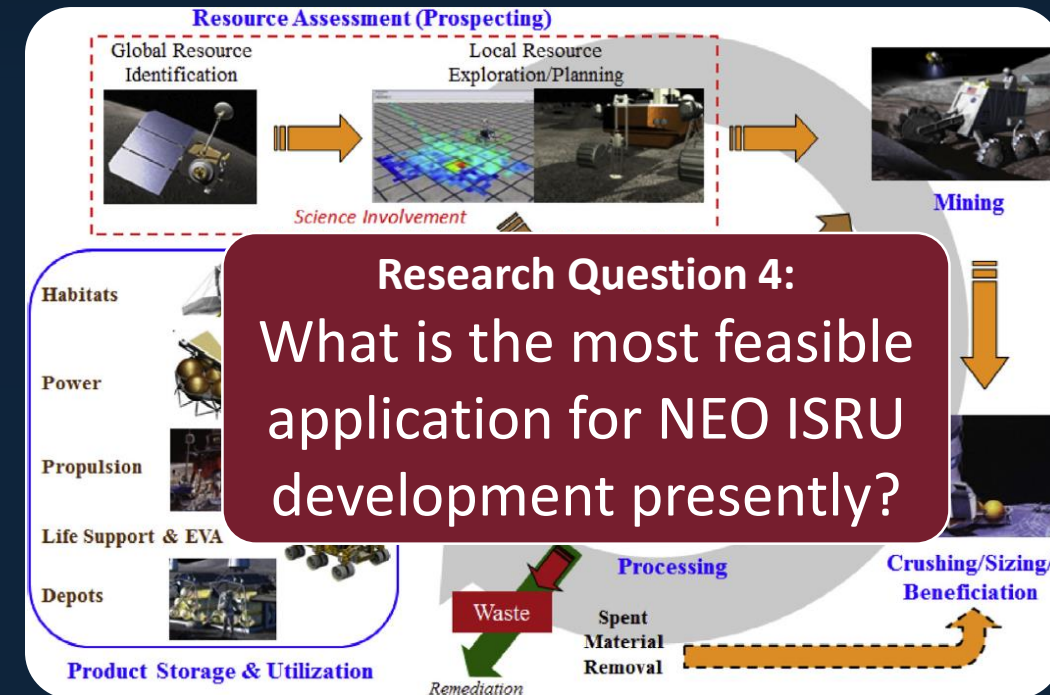 Resource Assessment (Prospecting)
Global Resource
Identification
Local Resource
Exploration/Planning
Science Involvement
Mining
Research Question 4:
What is the most feasible
application for NEO ISRU
development presently?
Habitats
Power
Propulsion
Life Support & EVA
Depots
Product Storage & Utilization
Processing
Crushing/Sizing/
Beneficiation
Waste
Spent
Material
Removal
Remediation